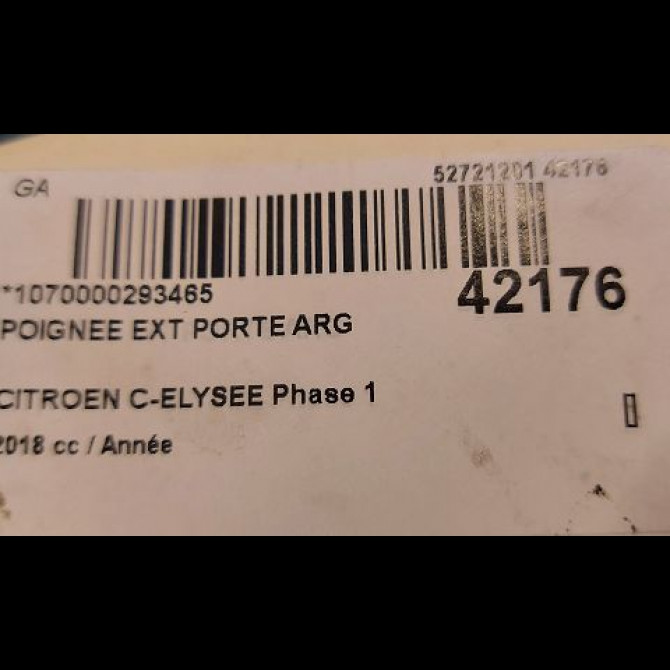 GA
52721201 42176
*1070000293465
42176
POIGNEE EXT PORTE ARG
CITROEN C-ELYSEE Phase 1
2018 cc / Année